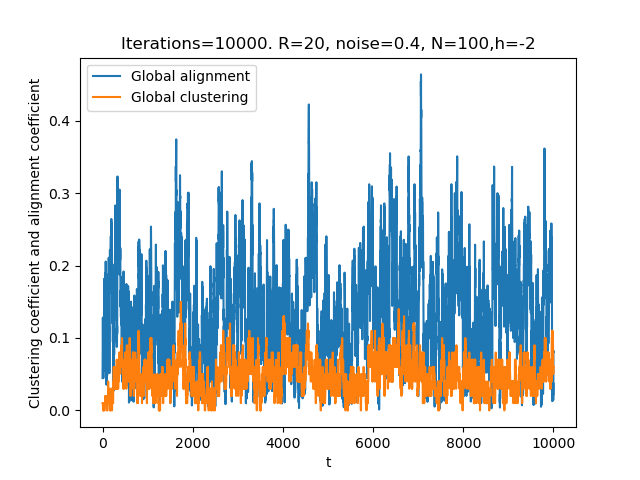 Iterations=10000. R=20, noise=0.4, N=100,h=-2
Global alignment
Global clustering
Clustering coefficient and alignment coefficient
0.4
0.3
0.2
0.1
0.0
0 2000 4000 6000 8000 10000
t